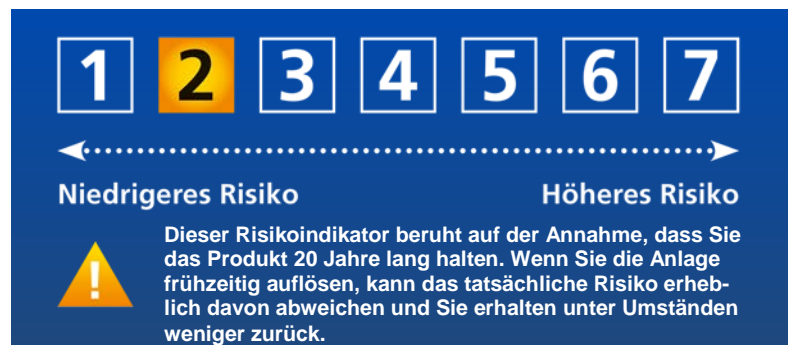 1 2 3 4 5 6 7
Niedrigeres Risiko Höheres Risiko
Dieser Risikoindikator beruht auf der Annahme, dass Sie
das Produkt 20 Jahre lang halten. Wenn Sie die Anlage
frühzeitig auflösen, kann das tatsächliche Risiko erheb-
lich davon abweichen und Sie erhalten unter Umständen
weniger zurück.